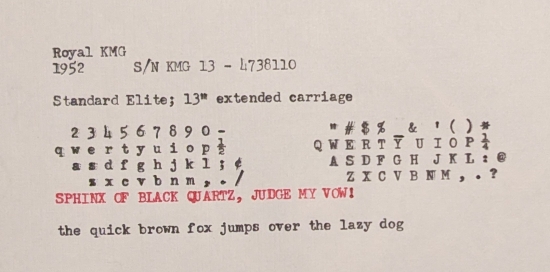 Royal KMG
1952 S/N KMG 13 - 4738110
Standard Elite; 13" extended carriage
2 3 4 5 6 7 8 9 0 - " # $ % _ & ' ( ) *
q w e r t y u i o p ½ Q W E R T Y U I O P ¼
a s d f g h j k l ; ¢ A S D F G H J K L : @
z x c v b n m , . / Z X C V B N M , . ?
SPHINX OF BLACK QUARTZ, JUDGE MY VOW!
the quick brown fox jumps over the lazy dog